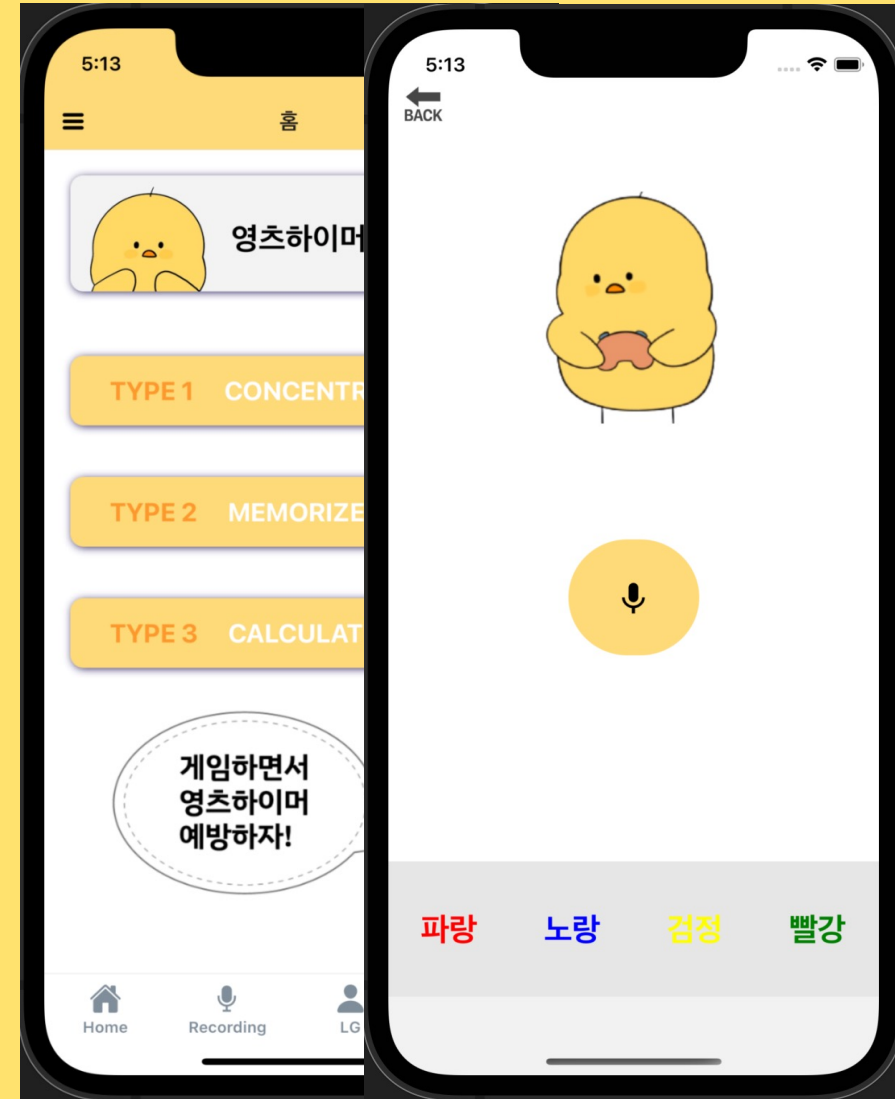 5:13
홈
영츠하이머
TYPE 1 CONCENTR
TYPE 2 MEMORIZE
TYPE 3 CALCULAT
게임하면서
영츠하이머
예방하자!
Home Recording LG
5:13
BACK
파랑 노랑 검정 빨강